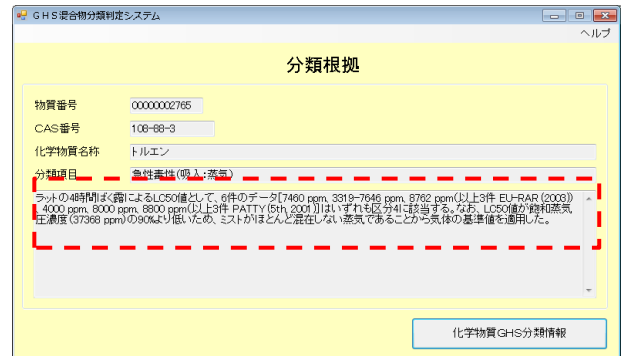 GHS混合物分類判定システム
ヘルプ
分類根拠
物質番号 00000002765
CAS番号 108-88-3
化学物質名称 トルエン
分類項目 急性毒性(吸入:蒸気)
ラットの4時間ばく露によるLC50値として、6件のデータ[7460 ppm, 3319-7646 ppm, 8762 ppm(以上3件 EU-RAR (2003))
, 4000 ppm, 8000 ppm, 8800 ppm(以上3件 PATTY (5th, 2001)]はいずれも区分4に該当する。なお、LC50値が飽和蒸気
圧濃度(37368 ppm)の90%より低いため、ミストがほとんど混在しない蒸気であることから気体の基準値を適用した。
化学物質GHS分類情報